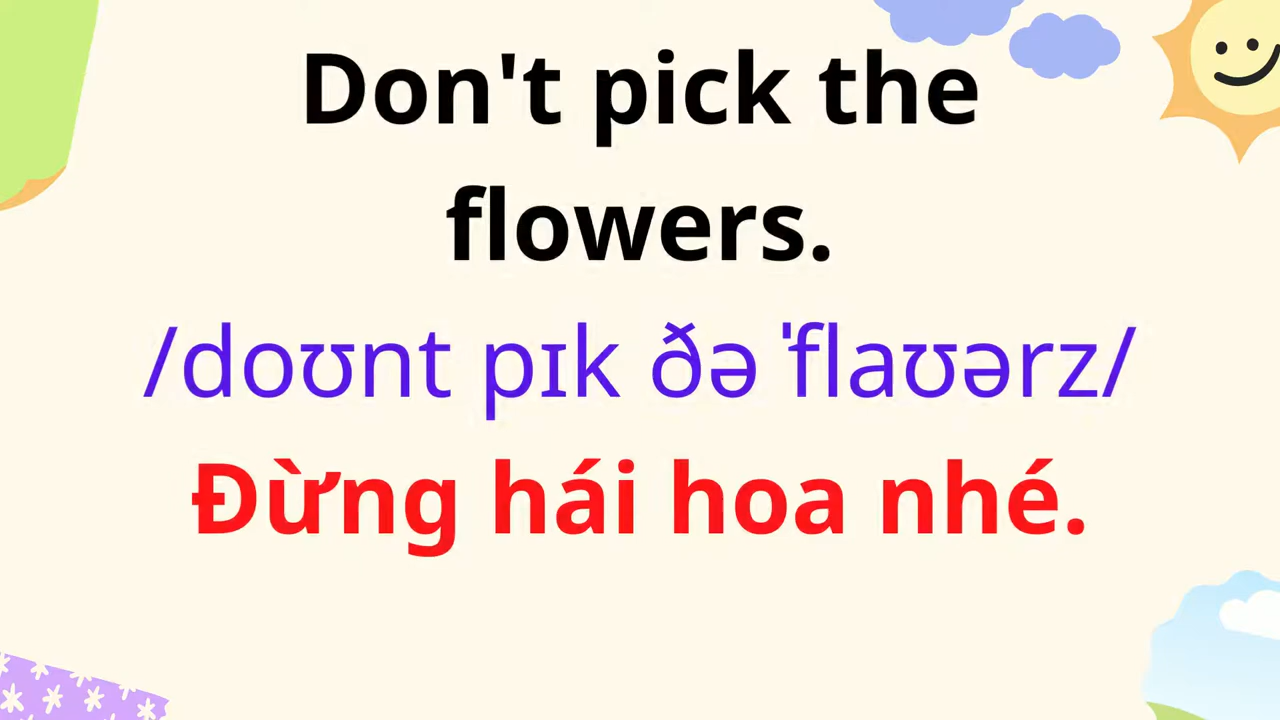 Don't pick the
flowers.
/doʊnt pɪk ðə ˈflaʊərz/
Đừng hái hoa nhé.